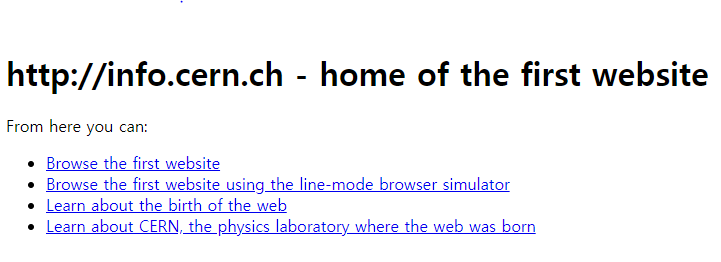 http://info.cern.ch - home of the first website
From here you can:
Browse the first website
Browse the first website using the line-mode browser simulator
Learn about the birth of the web
Learn about CERN, the physics laboratory where the web was born